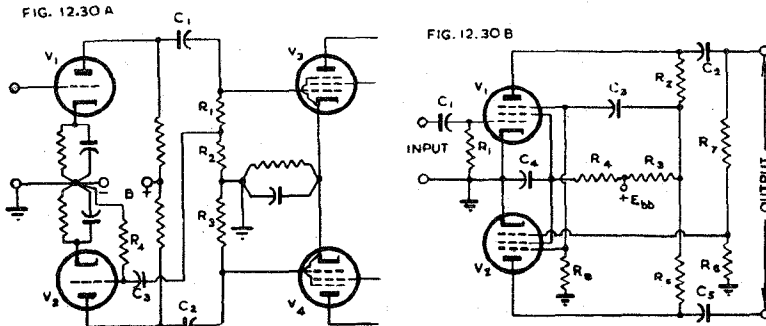 FIG. 12.30 A
C1
V1
V3
R1
R2
B
+
−
R3
R4
C3
V2
C2
V4
FIG. 12.30 B
C2
V1
R2
C3
C1
R7
INPUT
R1
C4
R4
R3
+Ebb
OUTPUT
V2
R8
R5
R6
C5